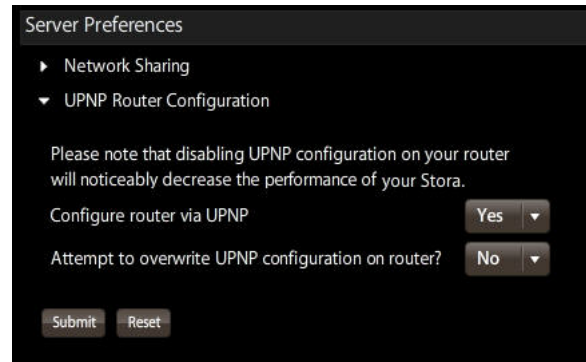 Server Preferences
Network Sharing
UPNP Router Configuration
Please note that disabling UPNP configuration on your router
will noticeably decrease the performance of your Stora.
Configure router via UPNP Yes
Attempt to overwrite UPNP configuration on router? No
Submit Reset